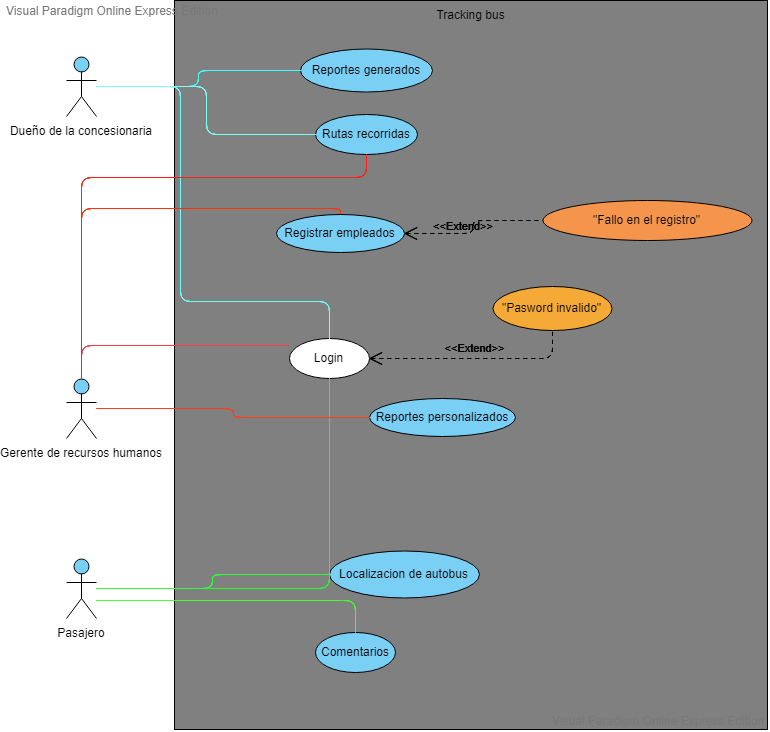 Visual Paradigm Online Express Edition
Tracking bus
Reportes generados
Dueño de la concesionaria
Rutas recorridas
"Fallo en el registro"
<<Extend>>
Registrar empleados
"Pasword invalido"
<<Extend>>
Login
Reportes personalizados
Gerente de recursos humanos
Localizacion de autobus
Pasajero
Comentarios
Visual Paradigm Online Express Edition